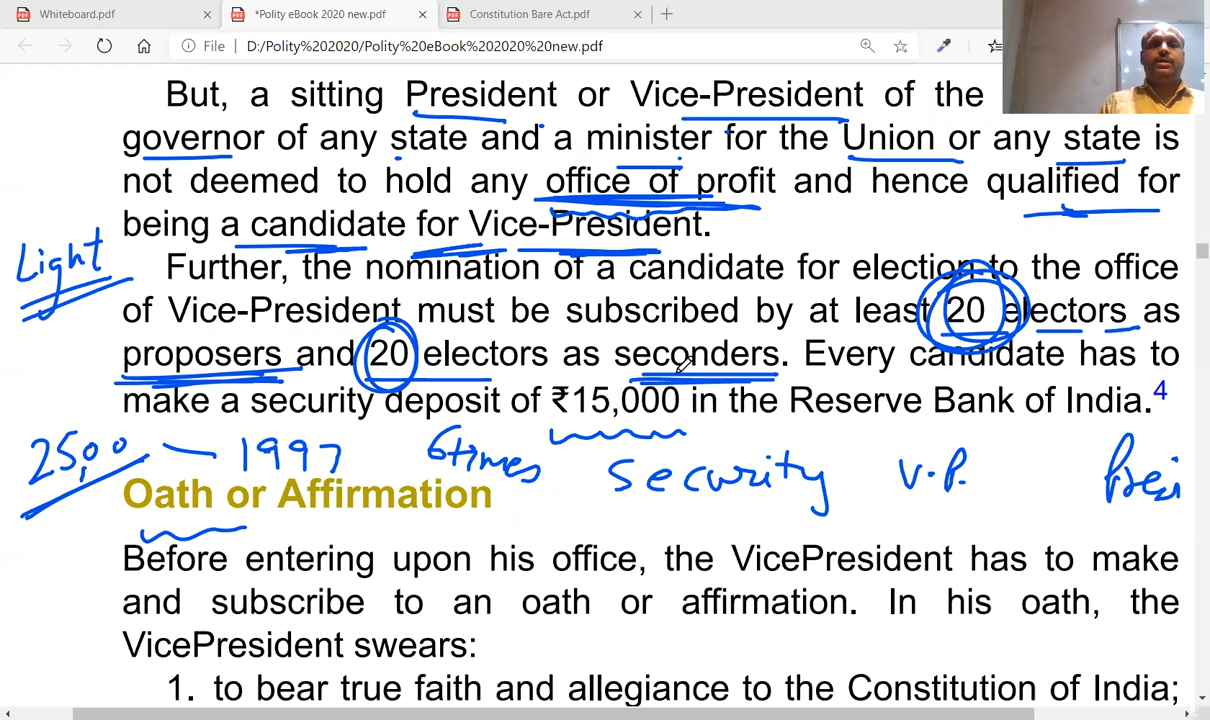 Whiteboard.pdf
*Polity eBook 2020 new.pdf
Constitution Bare Act.pdf
File
D:/Polity%202020/Polity%20eBook%202020%20new.pdf
But, a sitting President or Vice-President of the
governor of any state and a minister for the Union or any state is
not deemed to hold any office of profit and hence qualified for
being a candidate for Vice-President.
Light
Further, the nomination of a candidate for election to the office
of Vice-President must be subscribed by at least 20 electors as
proposers and 20 electors as seconders. Every candidate has to
make a security deposit of ₹15,000 in the Reserve Bank of India.4
2500 — 1997 6times security V.P. Presi
Oath or Affirmation
Before entering upon his office, the VicePresident has to make
and subscribe to an oath or affirmation. In his oath, the
VicePresident swears:
1. to bear true faith and allegiance to the Constitution of India;